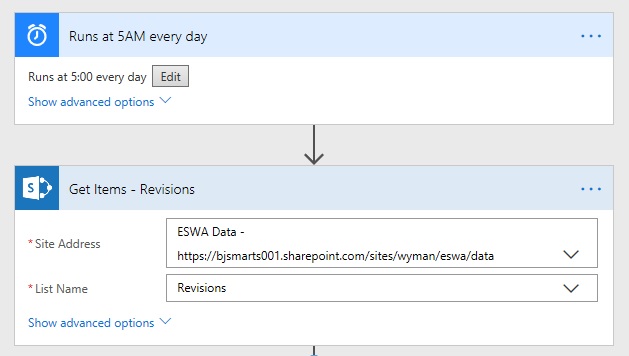 Runs at 5AM every day
Runs at 5:00 every day Edit
Show advanced options
S
Get Items - Revisions
*Site Address
ESWA Data -
https://bjsmarts001.sharepoint.com/sites/wyman/eswa/data
*List Name
Revisions
Show advanced options